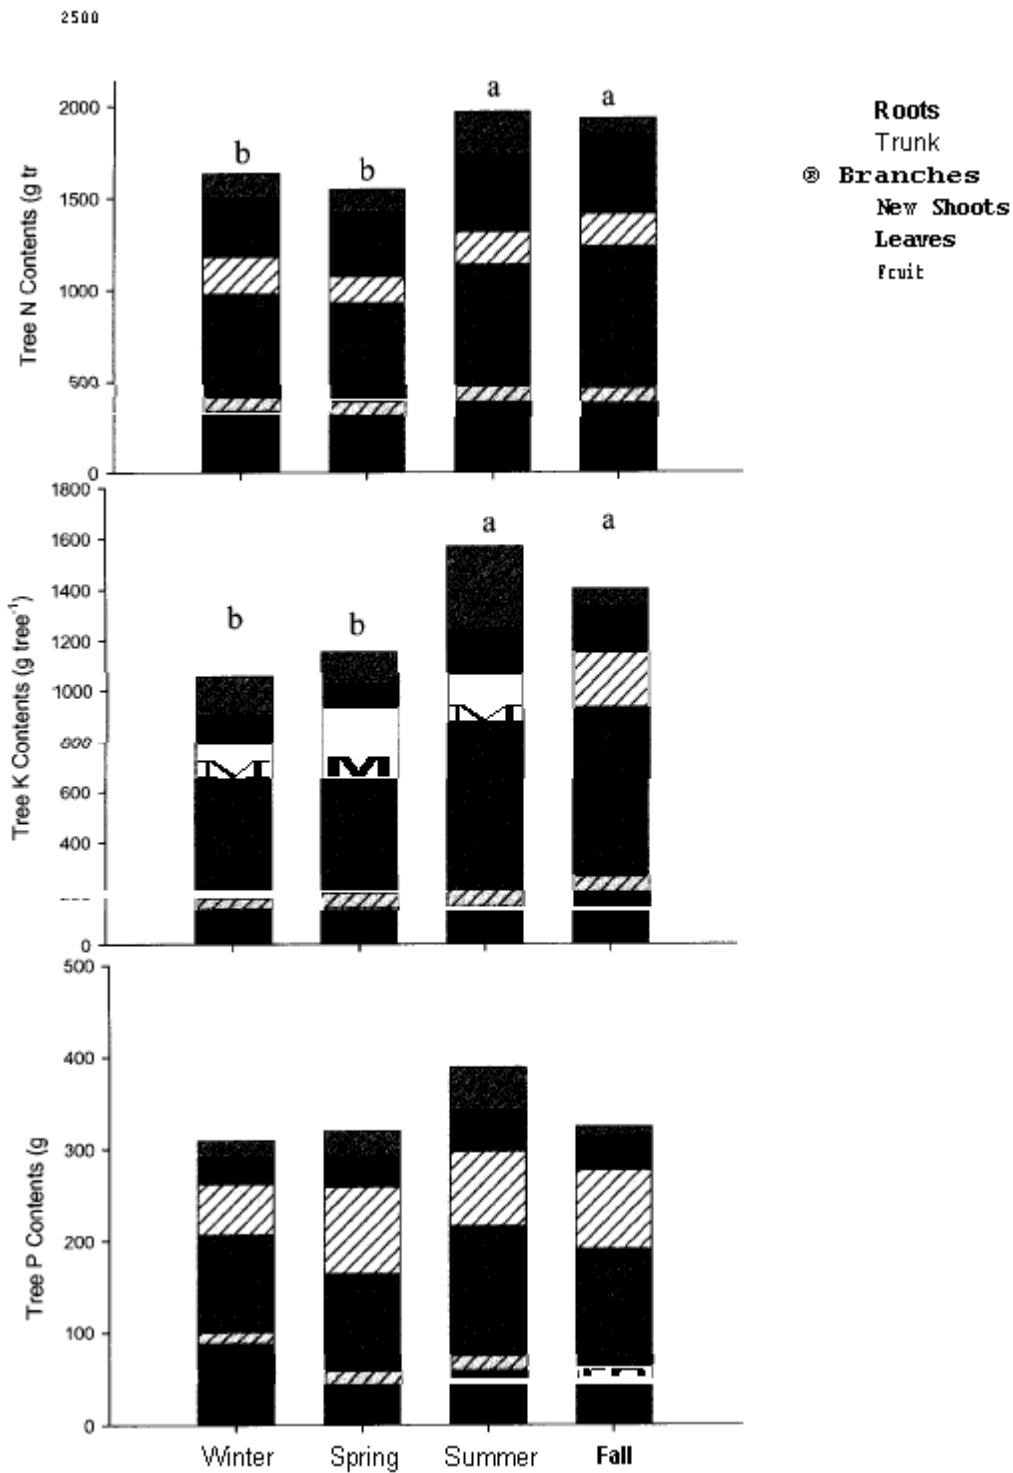 2500
Tree N Contents (g tr
2000
1500
1000
500
0
b
b
a
a
Roots
Trunk
® Branches
New Shoots
Leaves
Fruit
Tree K Contents (g tree⁻¹)
1800
1600
1400
1200
1000
600
400
0
b
b
a
a
Tree P Contents (g
500
400
300
200
100
0
Winter Spring Summer Fall